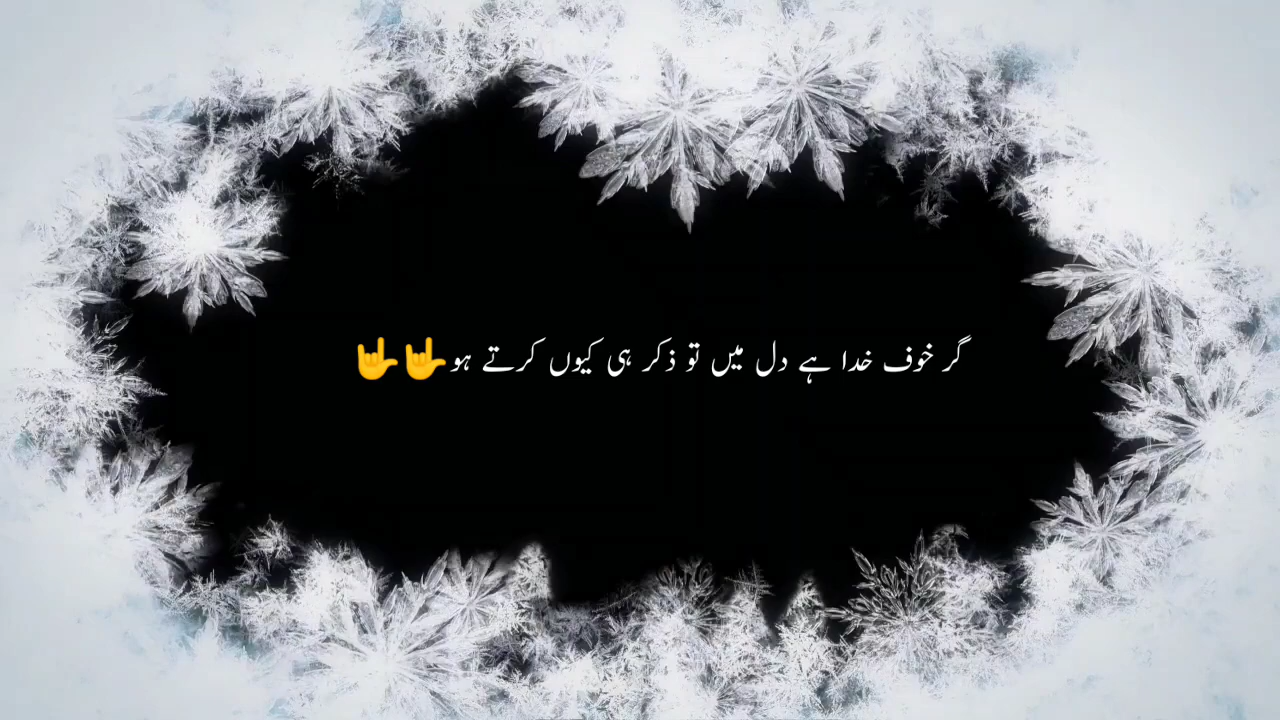 گر خوف خدا ہے دل میں تو ذکر ہی کیوں کرتے ہو🤟🤟